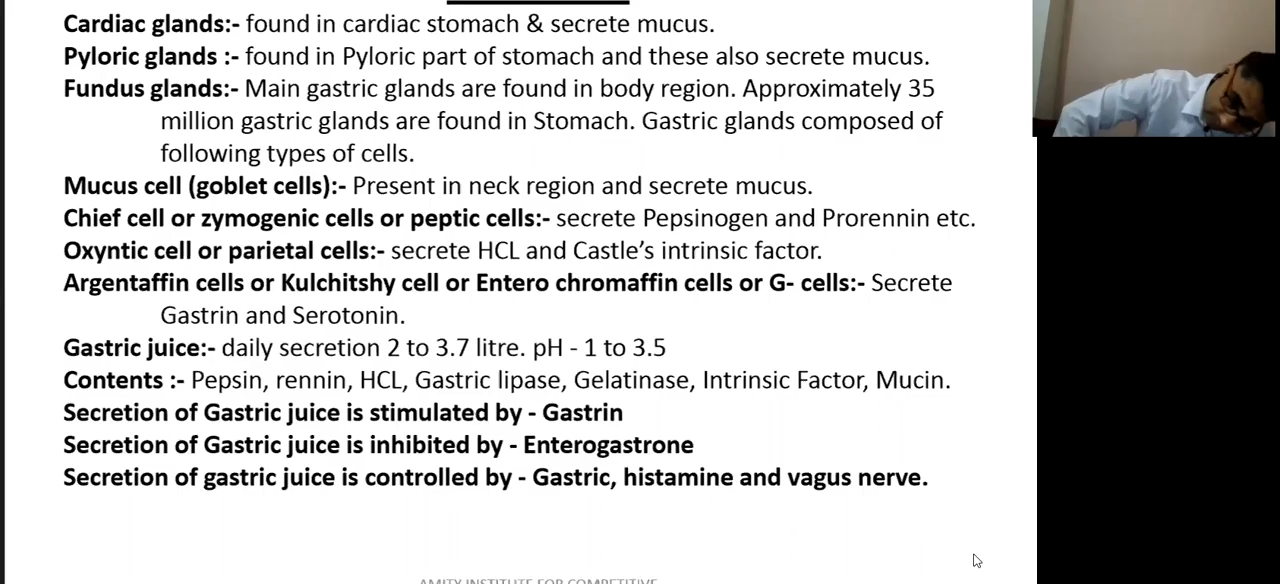 Cardiac glands:- found in cardiac stomach & secrete mucus.
Pyloric glands :- found in Pyloric part of stomach and these also secrete mucus.
Fundus glands:- Main gastric glands are found in body region. Approximately 35
million gastric glands are found in Stomach. Gastric glands composed of
following types of cells.
Mucus cell (goblet cells):- Present in neck region and secrete mucus.
Chief cell or zymogenic cells or peptic cells:- secrete Pepsinogen and Prorennin etc.
Oxyntic cell or parietal cells:- secrete HCL and Castle’s intrinsic factor.
Argentaffin cells or Kulchitshy cell or Entero chromaffin cells or G- cells:- Secrete
Gastrin and Serotonin.
Gastric juice:- daily secretion 2 to 3.7 litre. pH - 1 to 3.5
Contents :- Pepsin, rennin, HCL, Gastric lipase, Gelatinase, Intrinsic Factor, Mucin.
Secretion of Gastric juice is stimulated by - Gastrin
Secretion of Gastric juice is inhibited by - Enterogastrone
Secretion of gastric juice is controlled by - Gastric, histamine and vagus nerve.
AMITY INSTITUTE FOR COMPETITIVE